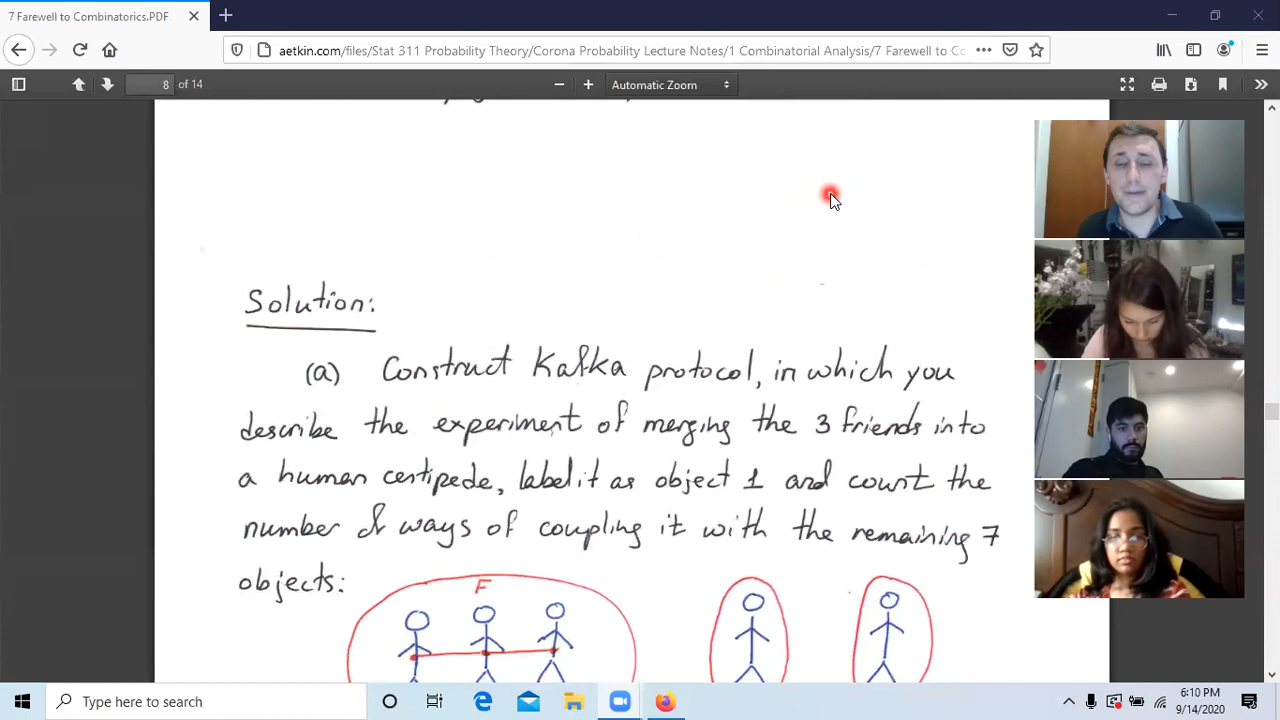 7 Farewell to Combinatorics.PDF
aetkin.com/files/Stat 311 Probability Theory/Corona Probability Lecture Notes/1 Combinatorial Analysis/7 Farewell to Co
8 of 14
Automatic Zoom
Solution:
(a) Construct Kafka protocol, in which you
describe the experiment of merging the 3 friends into
a human centipede, label it as object 1 and count the
number of ways of coupling it with the remaining 7
objects:
F
Type here to search
6:10 PM
9/14/2020